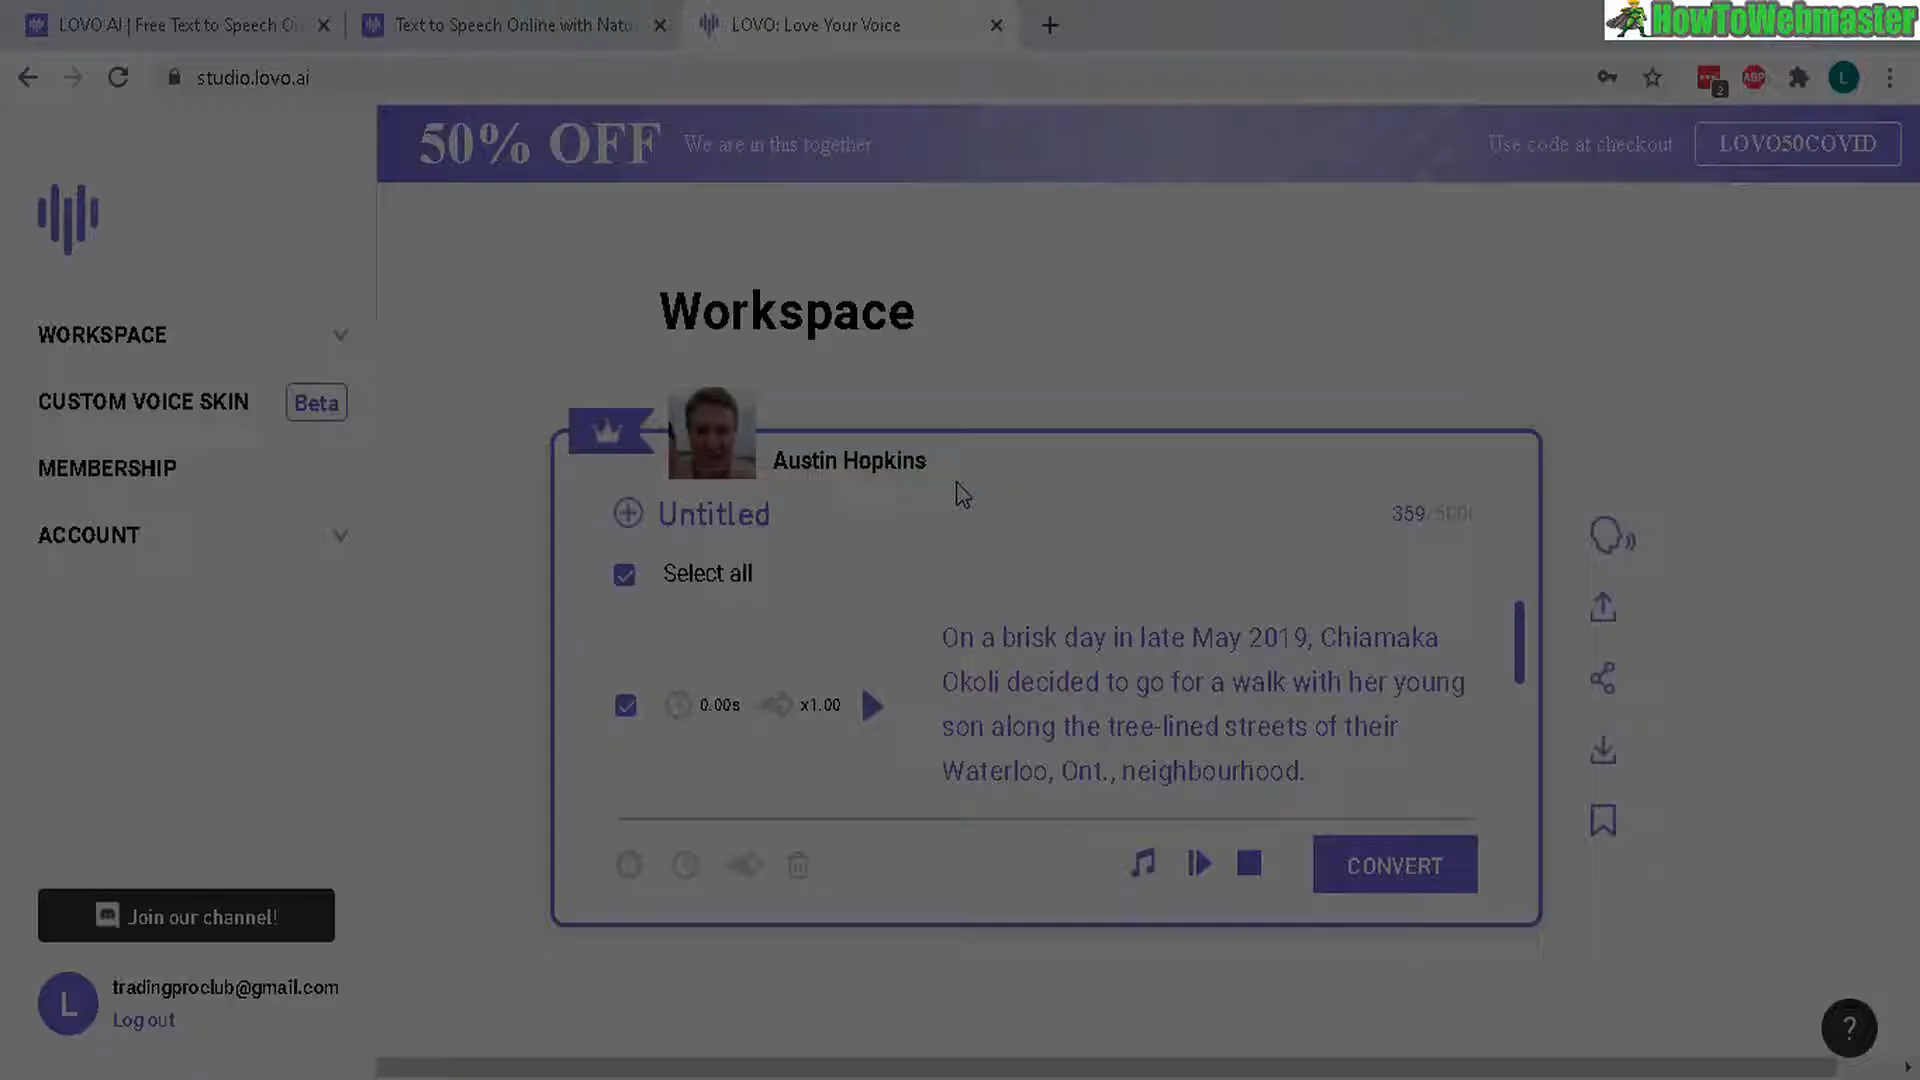 LOVO AI | Free Text to Speech O
Text to Speech Online with Natu
LOVO: Love Your Voice
HowToWebmaster
studio.lovo.ai
2
ABP
L
50% OFF
We are in this together
Use code at checkout
LOVO50COVID
WORKSPACE
CUSTOM VOICE SKIN
Beta
MEMBERSHIP
ACCOUNT
Workspace
Austin Hopkins
Untitled
359/500
Select all
0.00s
x1.00
On a brisk day in late May 2019, Chiamaka
Okoli decided to go for a walk with her young
son along the tree-lined streets of their
Waterloo, Ont., neighbourhood.
CONVERT
Join our channel!
L
tradingproclub@gmail.com
Log out
?